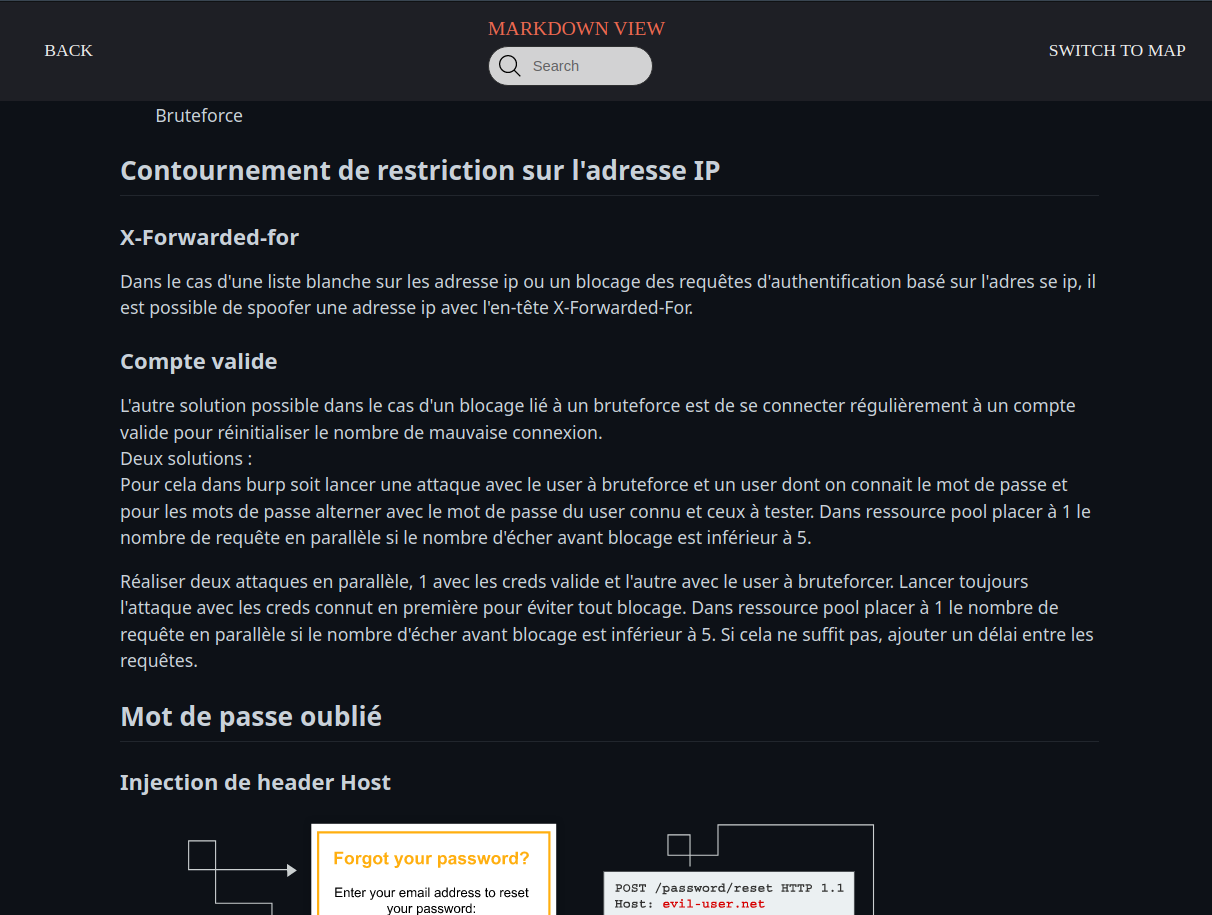 BACK
MARKDOWN VIEW
Search
SWITCH TO MAP
Bruteforce
Contournement de restriction sur l'adresse IP
X-Forwarded-for
Dans le cas d'une liste blanche sur les adresse ip ou un blocage des requêtes d'authentification basé sur l'adres se ip, il
est possible de spoofer une adresse ip avec l'en-tête X-Forwarded-For.
Compte valide
L'autre solution possible dans le cas d'un blocage lié à un bruteforce est de se connecter régulièrement à un compte
valide pour réinitialiser le nombre de mauvaise connexion.
Deux solutions :
Pour cela dans burp soit lancer une attaque avec le user à bruteforce et un user dont on connait le mot de passe et
pour les mots de passe alterner avec le mot de passe du user connu et ceux à tester. Dans ressource pool placer à 1 le
nombre de requête en parallèle si le nombre d'écher avant blocage est inférieur à 5.
Réaliser deux attaques en parallèle, 1 avec les creds valide et l'autre avec le user à bruteforcer. Lancer toujours
l'attaque avec les creds connut en première pour éviter tout blocage. Dans ressource pool placer à 1 le nombre de
requête en parallèle si le nombre d'écher avant blocage est inférieur à 5. Si cela ne suffit pas, ajouter un délai entre les
requêtes.
Mot de passe oublié
Injection de header Host
Forgot your password?
Enter your email address to reset
your password:
POST /password/reset HTTP 1.1
Host: evil-user.net